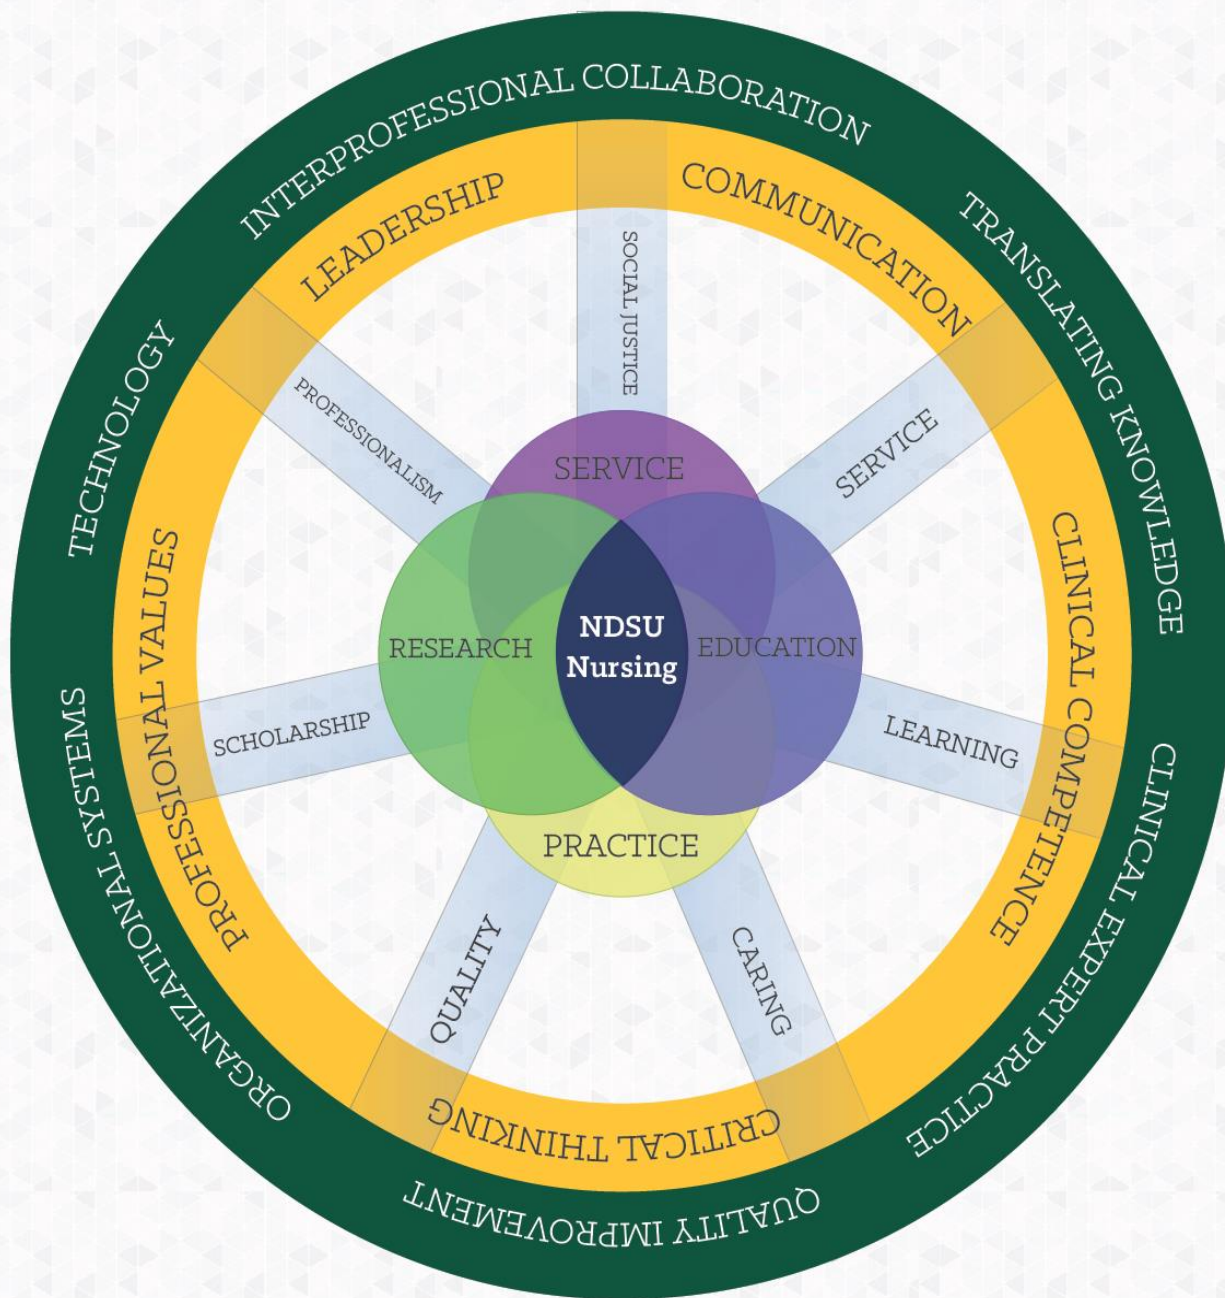 INTERPROFESSIONAL COLLABORATION
TRANSLATING KNOWLEDGE
CLINICAL EXPERT PRACTICE
QUALITY IMPROVEMENT
ORGANIZATIONAL SYSTEMS
TECHNOLOGY
LEADERSHIP
COMMUNICATION
CLINICAL COMPETENCE
CRITICAL THINKING
PROFESSIONAL VALUES
SOCIAL JUSTICE
SERVICE
LEARNING
CARING
QUALITY
SCHOLARSHIP
PROFESSIONALISM
SERVICE
RESEARCH
NDSU
Nursing
EDUCATION
PRACTICE